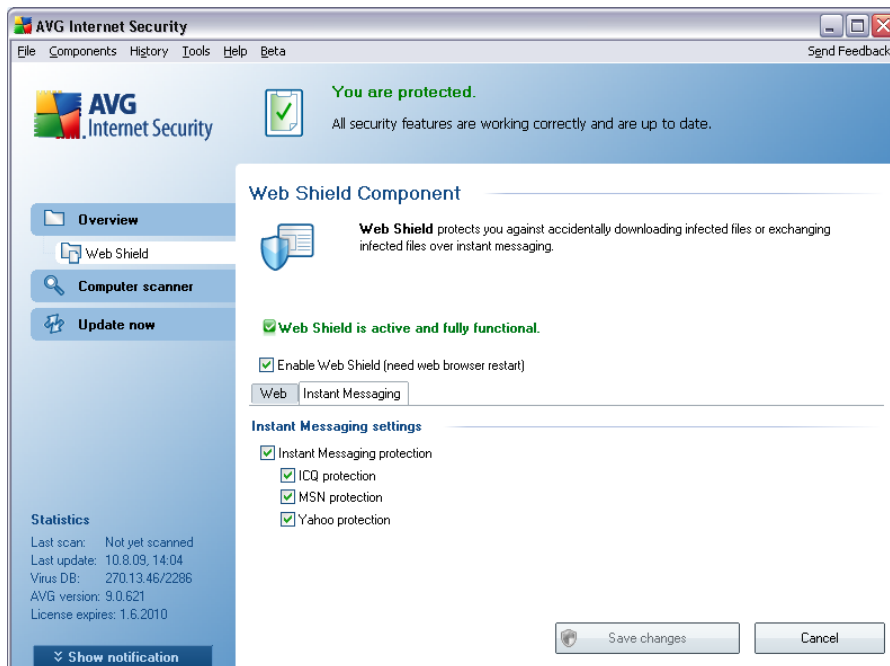 AVG Internet Security
File Components History Tools Help Beta Send Feedback
AVG
Internet Security
You are protected.
All security features are working correctly and are up to date.
Overview
Web Shield
Computer scanner
Update now
Web Shield Component
Web Shield protects you against accidentally downloading infected files or exchanging
infected files over instant messaging.
Web Shield is active and fully functional.
Enable Web Shield (need web browser restart)
Web Instant Messaging
Instant Messaging settings
Instant Messaging protection
ICQ protection
MSN protection
Yahoo protection
Statistics
Last scan: Not yet scanned
Last update: 10.8.09, 14:04
Virus DB: 270.13.46/2286
AVG version: 9.0.621
License expires: 1.6.2010
Show notification
Save changes Cancel